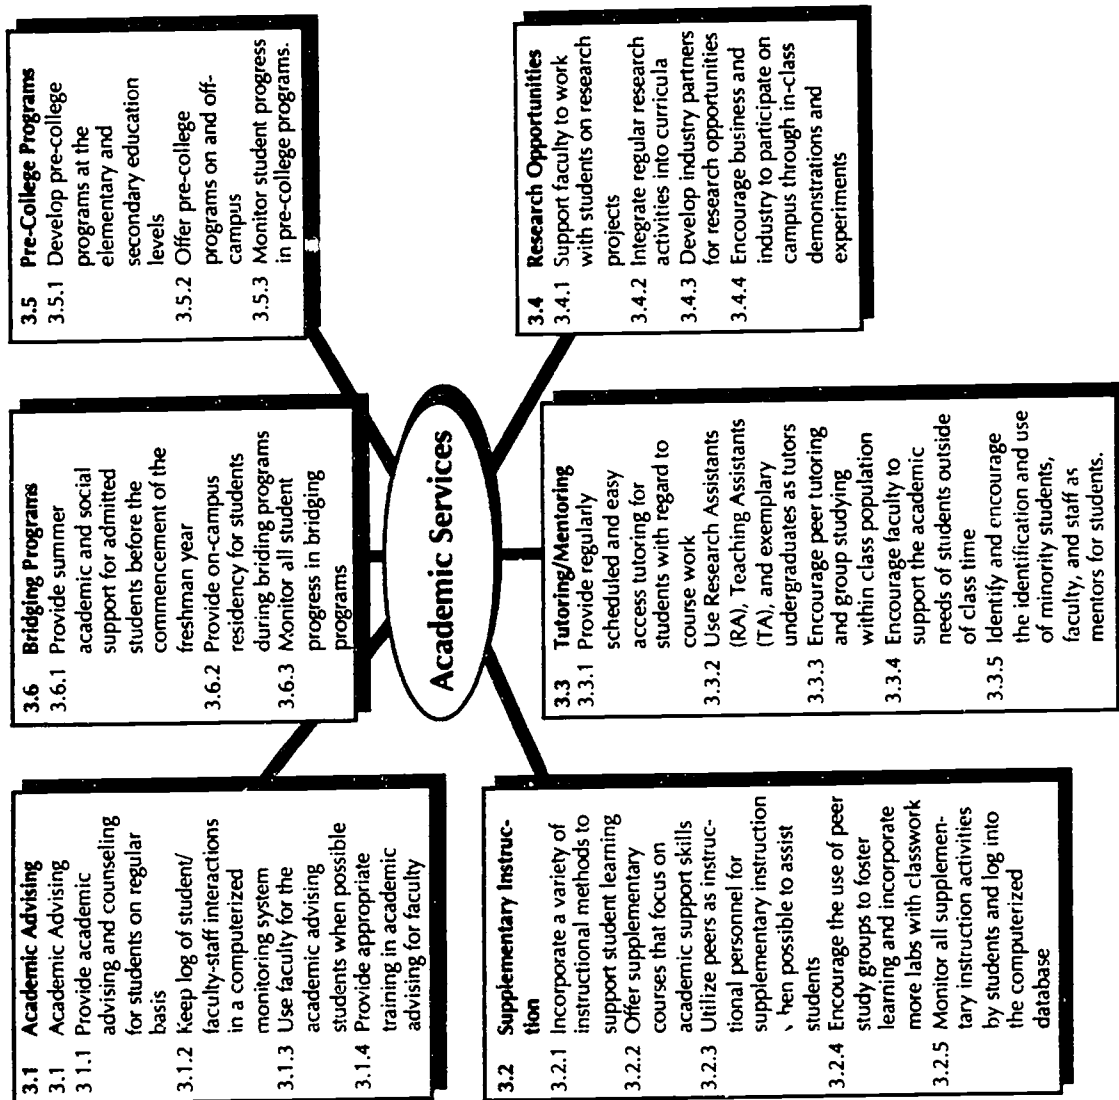 3.1 Academic Advising
3.1 Academic Advising
3 1.1 Provide academic
advising and counseling
for students on regular
basis
3.1.2 Keep log of student/
faculty-staff interactions
in a computerized
monitoring system
3.1.3 Use faculty for the
academic advising
students when possible
3.1.4 Provide appropriate
training in academic
advising for faculty
3.6 Bridging Programs
3.6.1 Provide summer
academic and social
support for admitted
students before the
commencement of the
freshman year
3.6.2 Provide on-campus
residency for students
during briding programs
3.6.3 Monitor all student
progress in bridging
programs
3.5 Pre-College Programs
3.5.1 Develop pre-college
programs at the
elementary and
secondary education
levels
3.5.2 Offer pre-college
programs on and off-
campus
3.5.3 Monitor student progress
in pre-college programs.
Academic Services
3.2 Supplementary Instruc-
tion
3.2.1 Incorporate a variety of
instructional methods to
support student learning
3.2.2 Offer supplementary
courses that focus on
academic support skills
3.2.3 Utilize peers as instruc-
tional personnel for
supplementary instruction
when possible to assist
students
3.2.4 Encourage the use of peer
study groups to foster
learning and incorporate
more labs with classwork
3.2.5 Monitor all supplemen-
tary instruction activities
by students and log into
the computerized
database
3.3 Tutoring/Mentoring
3.3.1 Provide regularly
scheduled and easy
access tutoring for
students with regard to
course work
3.3.2 Use Research Assistants
(RA), Teaching Assistants
(TA), and exemplary
undergraduates as tutors
3.3.3 Encourage peer tutoring
and group studying
within class population
3.3.4 Encourage faculty to
support the academic
needs of students outside
of class time
3.3.5 Identify and encourage
the identification and use
of minority students,
faculty, and staff as
mentors for students.
3.4 Research Opportunities
3.4.1 Support faculty to work
with students on research
projects
3.4.2 Integrate regular research
activities into curricula
3.4.3 Develop industry partners
for research opportunities
3.4.4 Encourage business and
industry to participate on
campus through in-class
demonstrations and
experiments